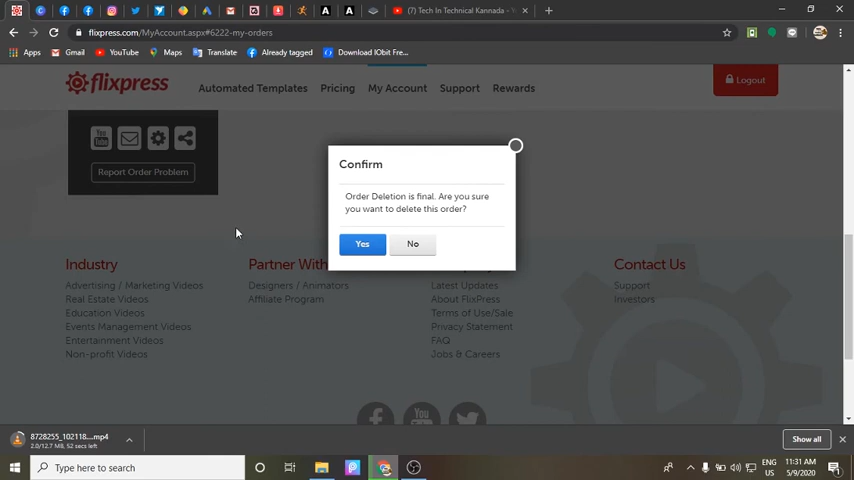 (7) Tech In Technical Kannada - Y
flixpress.com/MyAccount.aspx#6222-my-orders
Apps Gmail YouTube Maps Translate Already tagged Download IObit Fre...
flixpress Automated Templates Pricing My Account Support Rewards Logout
You
Tube
Report Order Problem
Confirm
Order Deletion is final. Are you sure
you want to delete this order?
Yes No
Industry Partner With Contact Us
Advertising / Marketing Videos Designers / Animators Latest Updates Support
Real Estate Videos Affiliate Program About FlixPress Investors
Education Videos Terms of Use/Sale
Events Management Videos Privacy Statement
Entertainment Videos FAQ
Non-profit Videos Jobs & Careers
8728255_102118....mp4
2.0/12.7 MB, 52 secs left
Show all
Type here to search
ENG 11:31 AM
US 5/9/2020